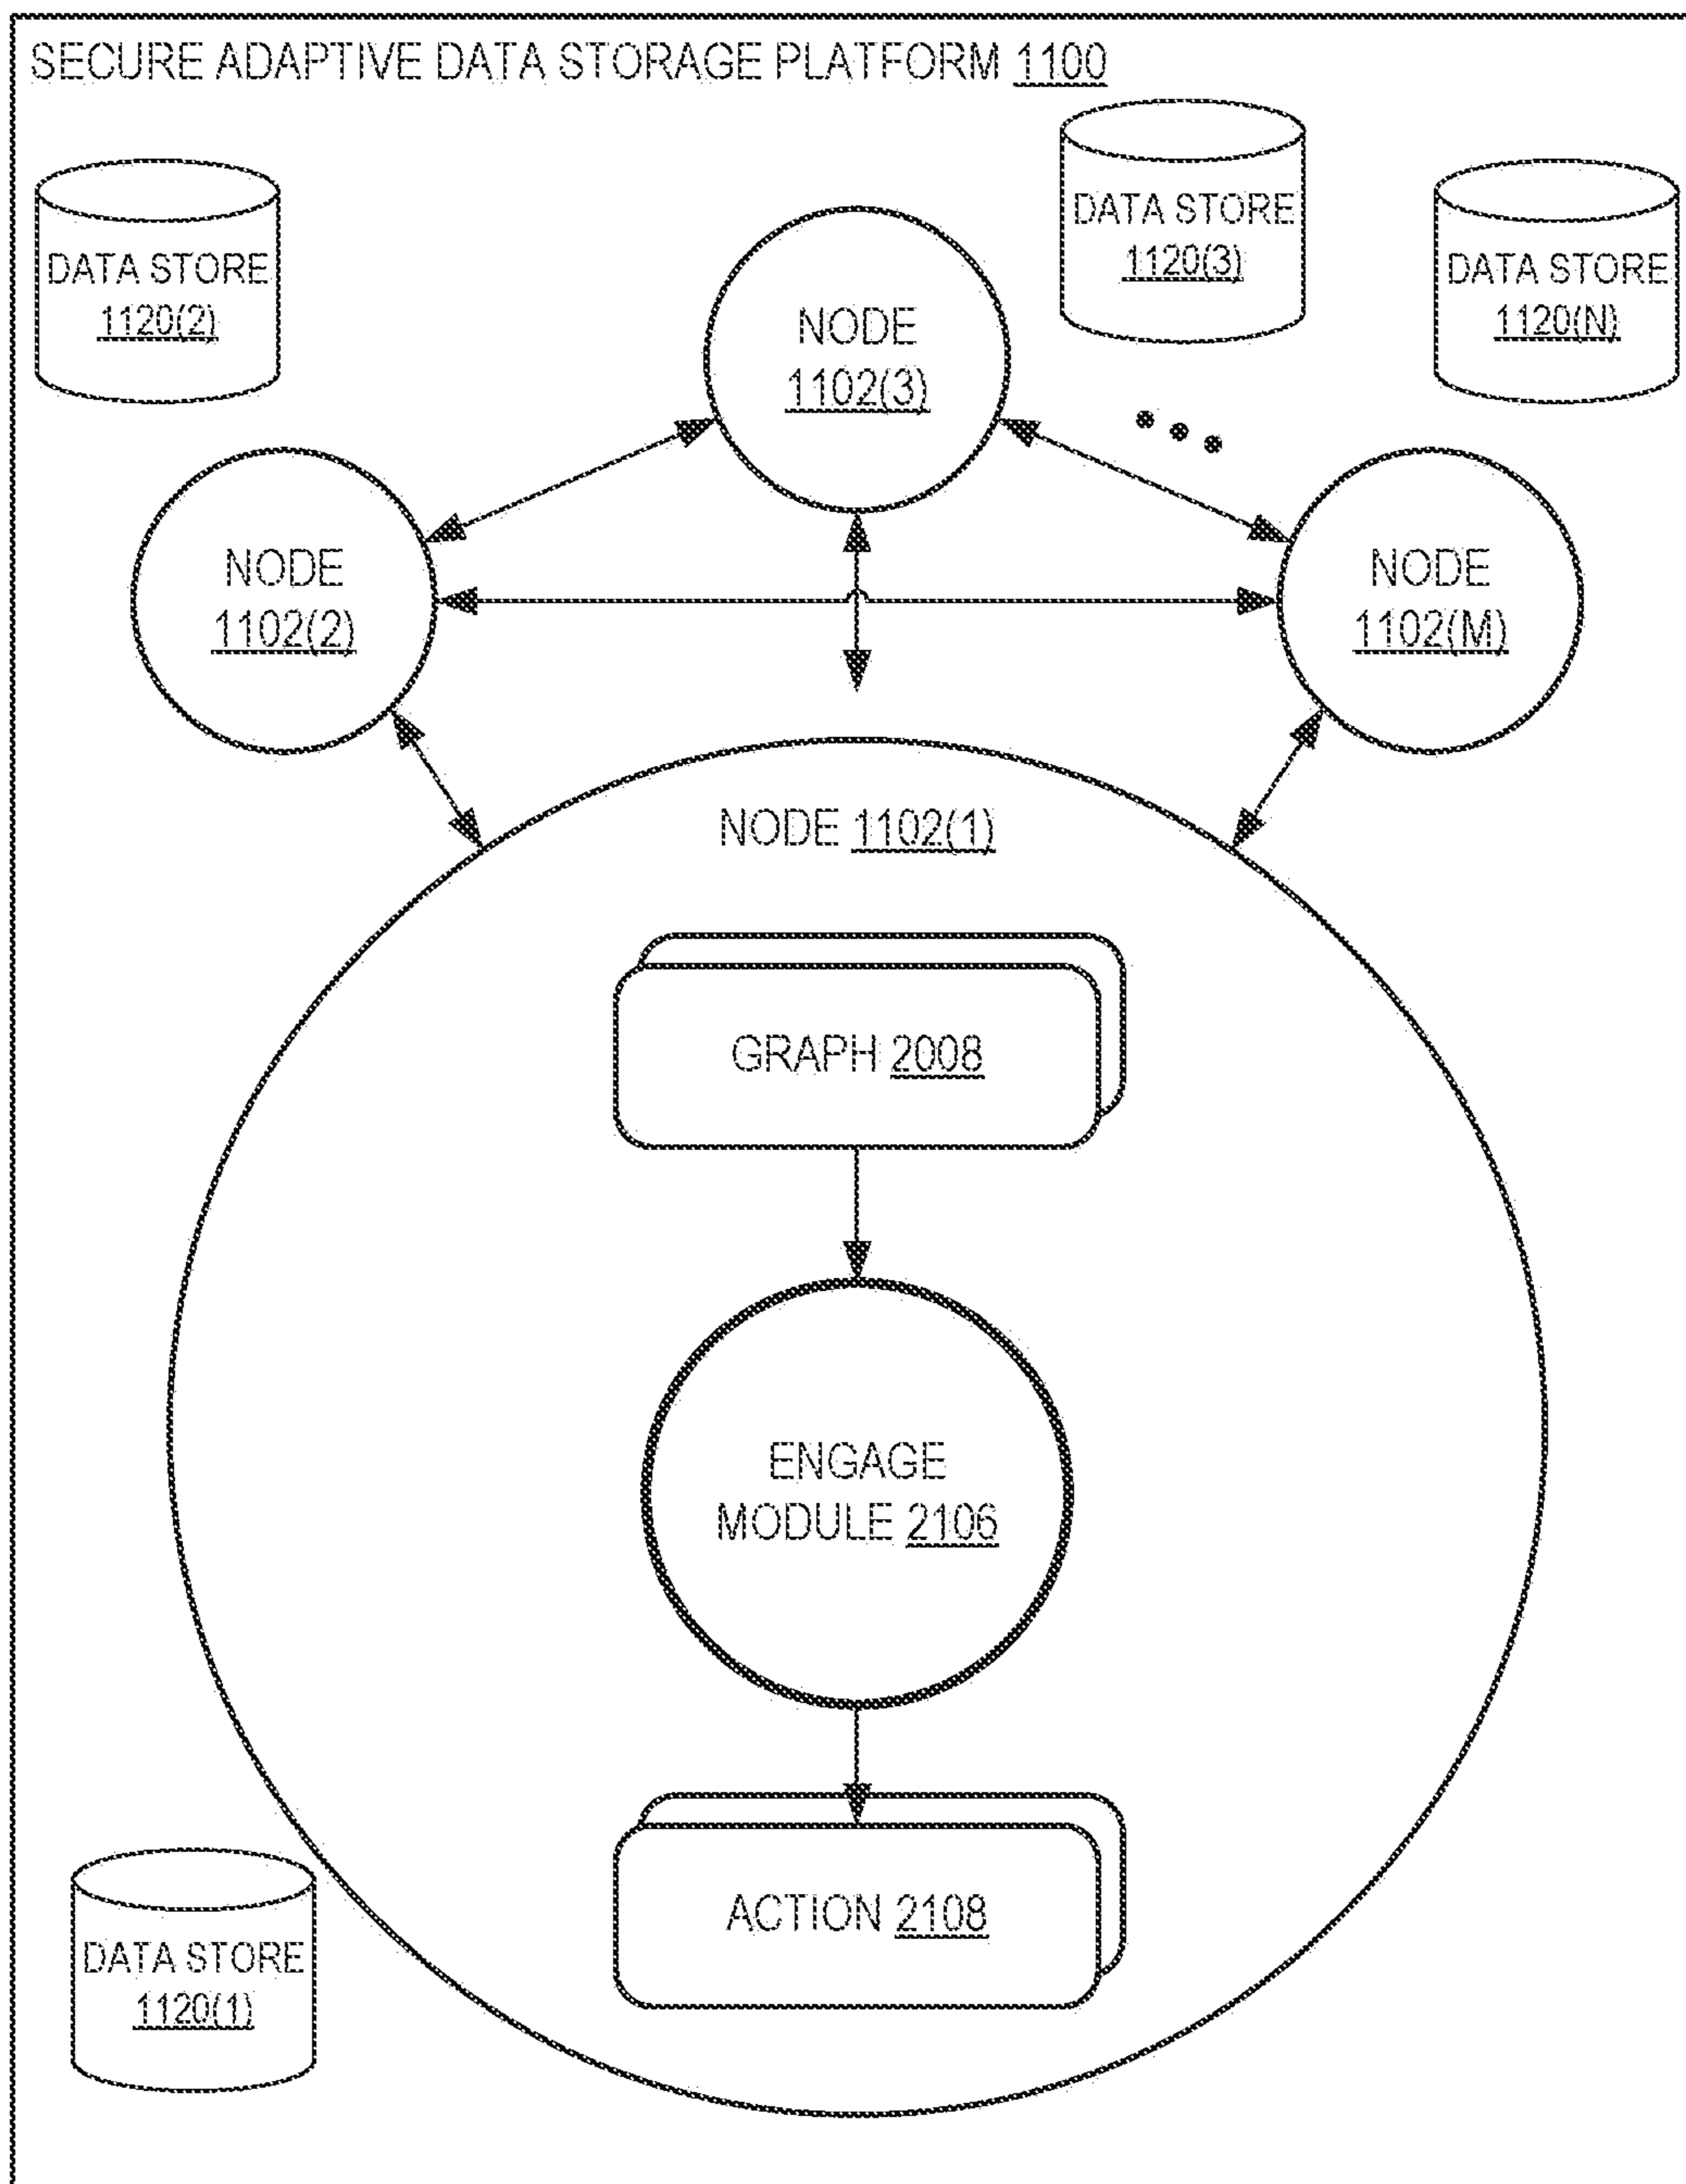 SECURE ADAPTIVE DATA STORAGE PLATFORM 1100
DATA STORE
1120(2)
NODE
1102(3)
DATA STORE
1120(3)
DATA STORE
1120(N)
NODE
1102(2)
NODE
1102(M)
NODE 1102(1)
GRAPH 2008
ENGAGE
MODULE 2106
ACTION 2108
DATA STORE
1120(1)